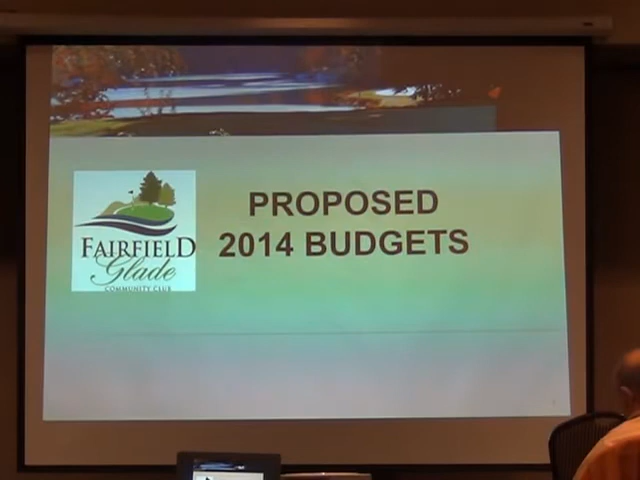 PROPOSED
2014 BUDGETS
FAIRFIELD
Glade
COMMUNITY CLUB